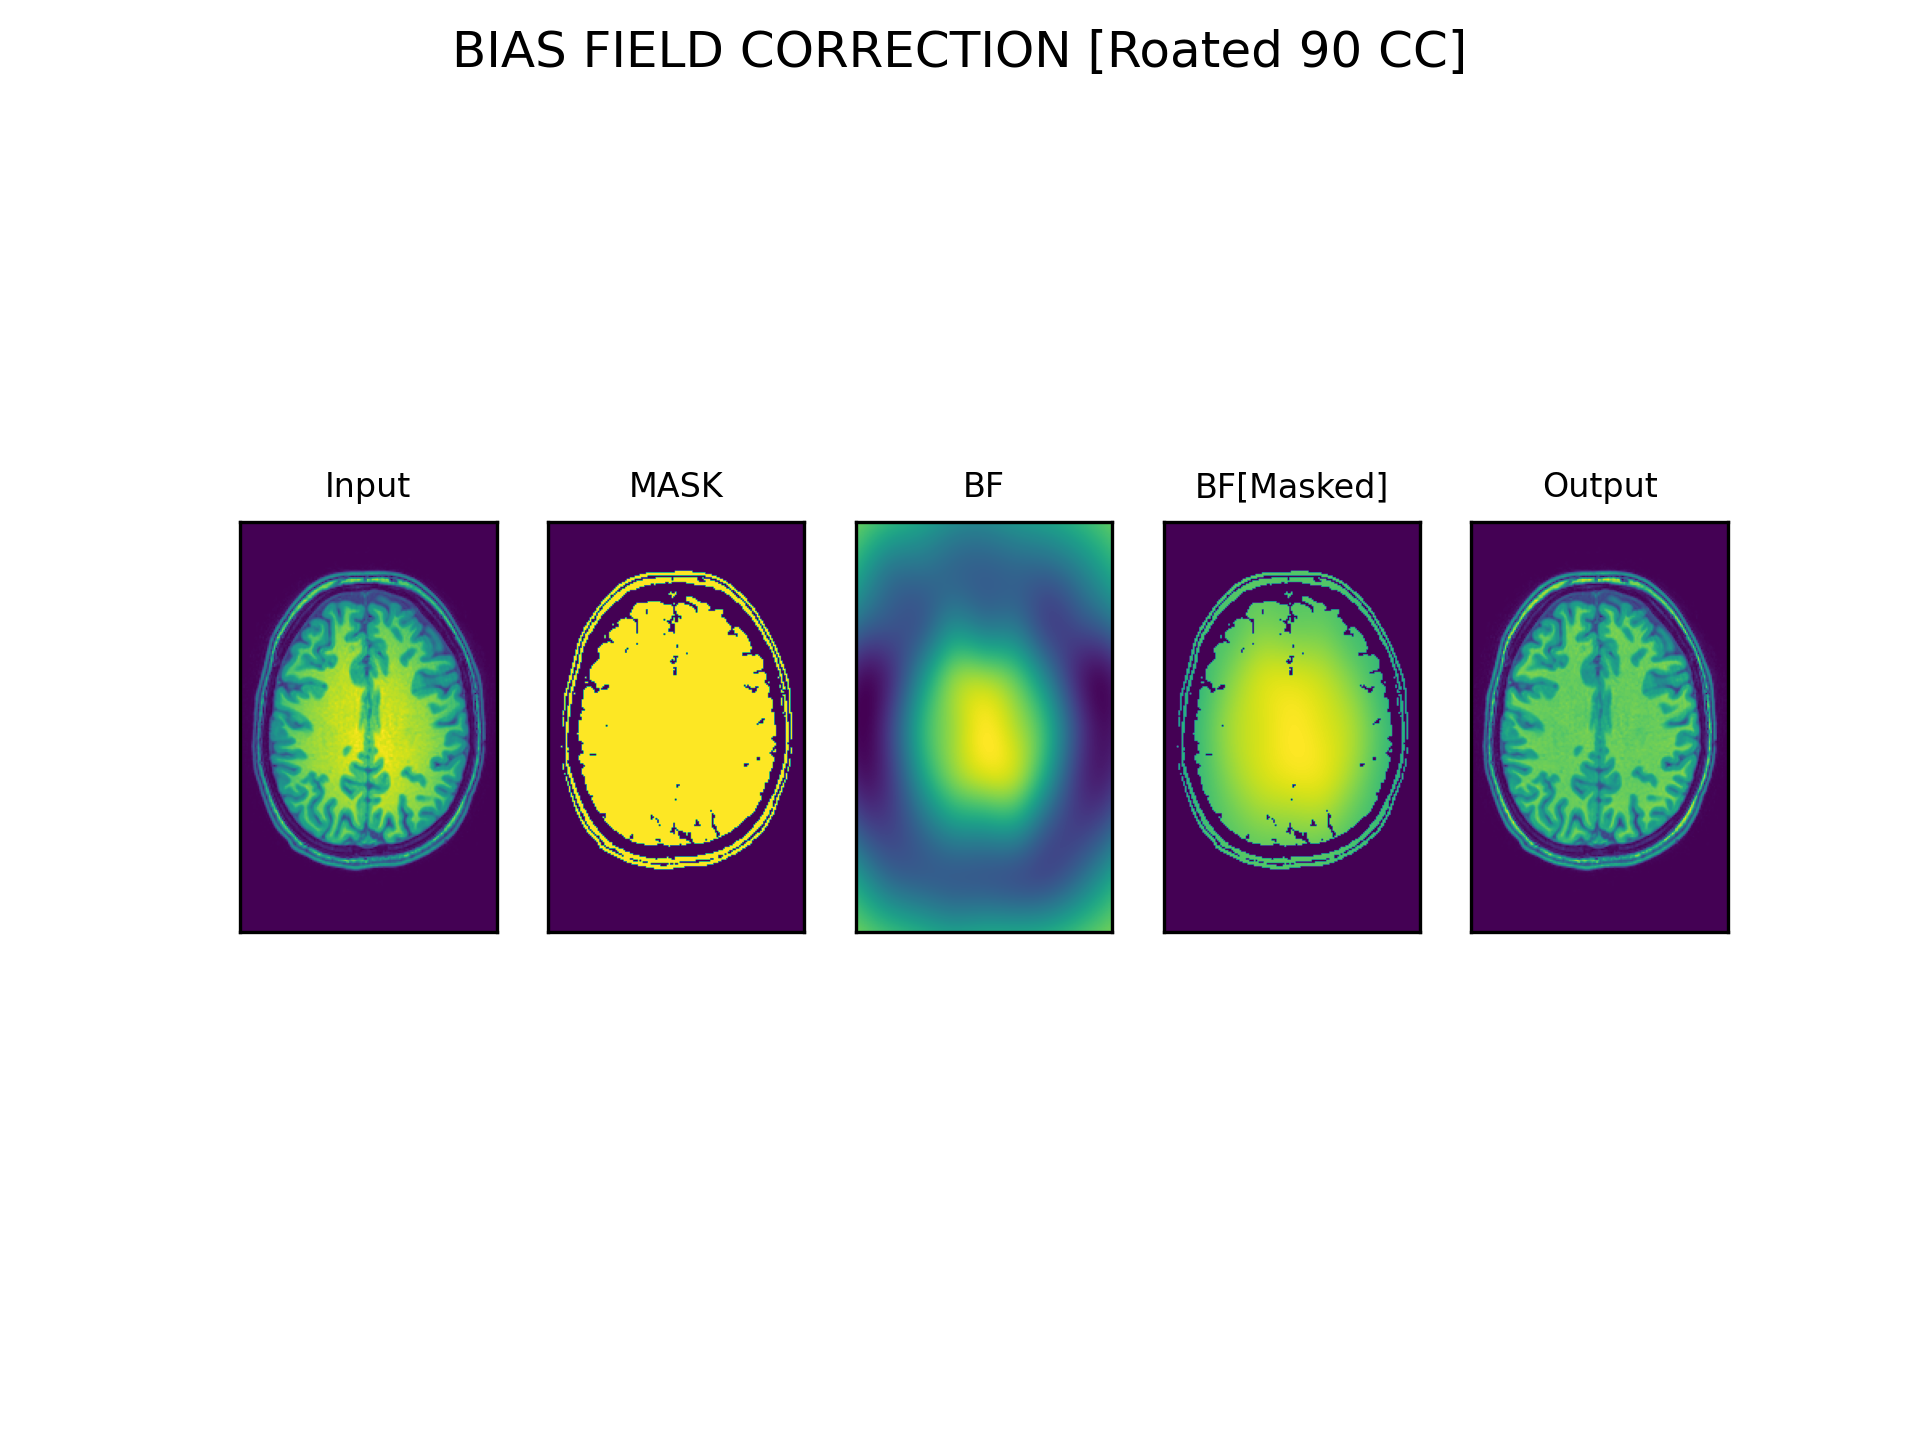 BIAS FIELD CORRECTION [Roated 90 CC]
Input
MASK
BF
BF[Masked]
Output